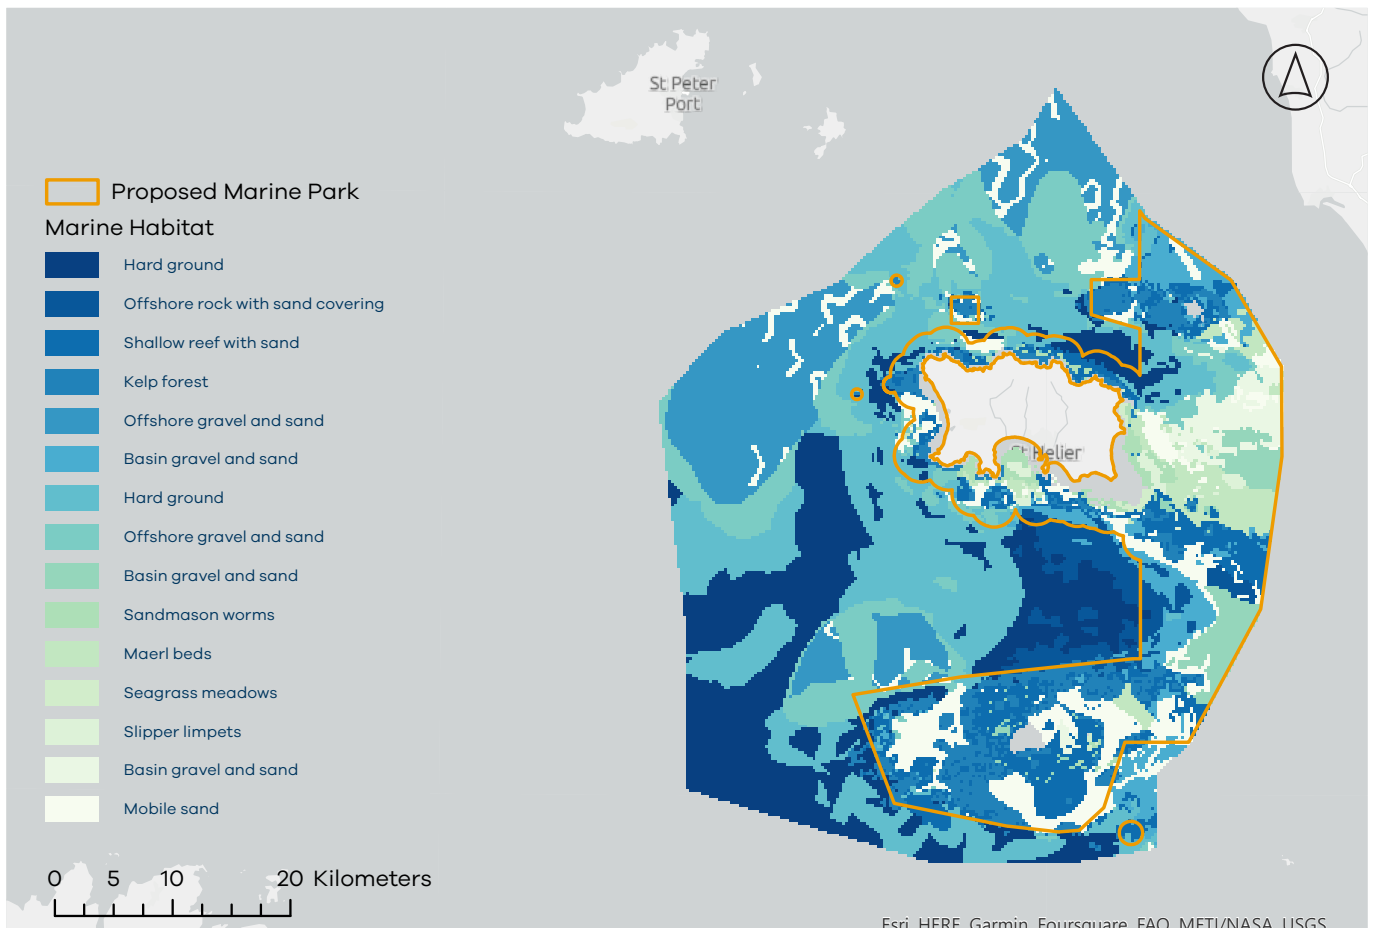 St Peter
Port
Proposed Marine Park
Marine Habitat
Hard ground
Offshore rock with sand covering
Shallow reef with sand
Kelp forest
Offshore gravel and sand
Basin gravel and sand
Hard ground
Offshore gravel and sand
Basin gravel and sand
Sandmason worms
Maerl beds
Seagrass meadows
Slipper limpets
Basin gravel and sand
Mobile sand
St Helier
0 5 10 20 Kilometers
Esri, HERE, Garmin, Foursquare, FAO, METI/NASA, USGS